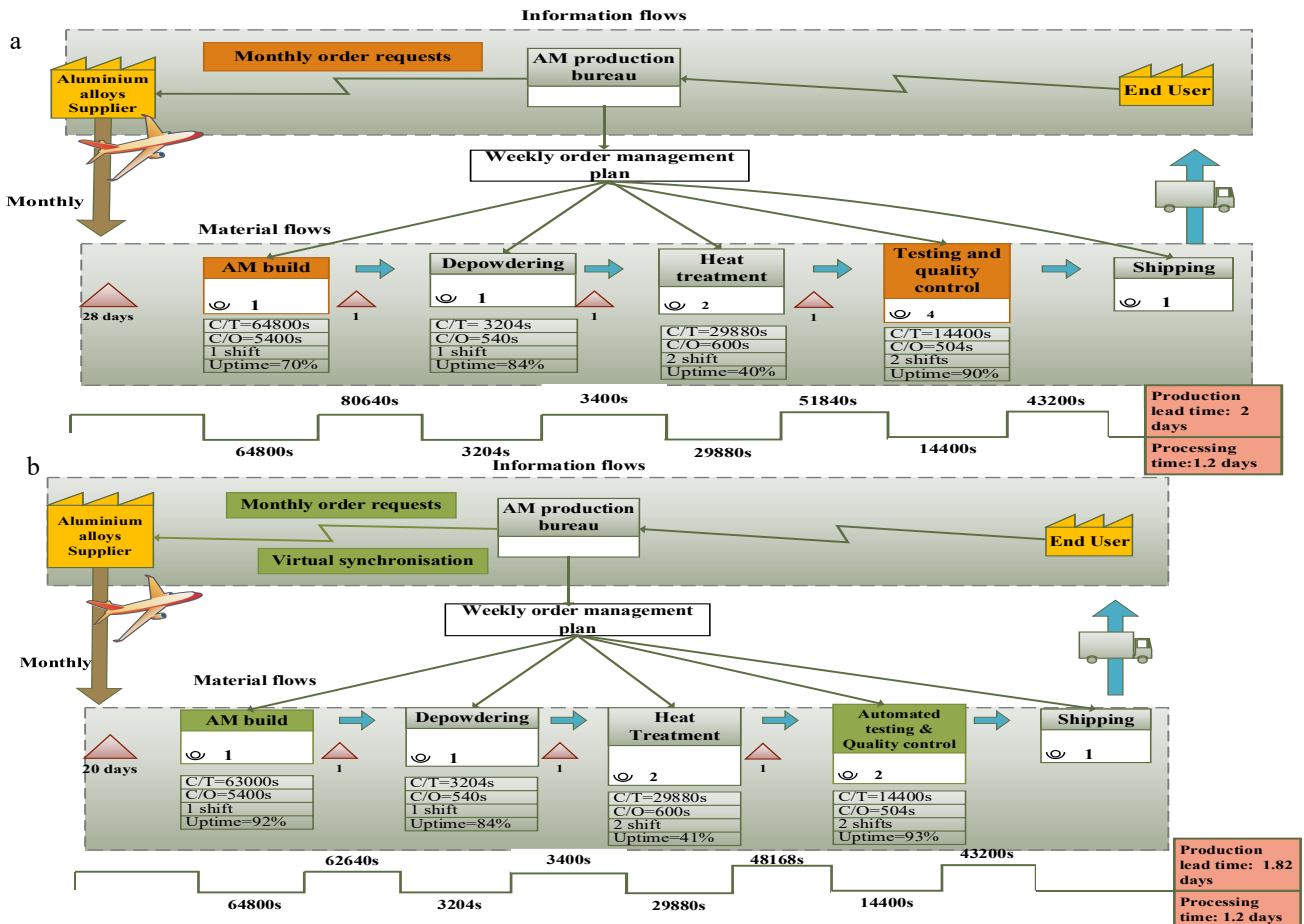 Information flows
a
Monthly order requests
AM production
bureau
Aluminium
alloys
Supplier
End User
Weekly order management
plan
Monthly
Material flows
AM build
1
Depowdering
1
Heat
treatment
2
Testing and
quality
control
4
Shipping
1
28 days
1
1
1
C/T=64800s
C/O=5400s
1 shift
Uptime=70%
C/T= 3204s
C/O=540s
1 shift
Uptime=84%
C/T=29880s
C/O=600s
2 shift
Uptime=40%
C/T=14400s
C/O=504s
2 shifts
Uptime=90%
80640s
3400s
51840s
43200s
64800s
3204s
29880s
14400s
Production
lead time: 2
days
Processing
time:1.2 days
b
Information flows
Monthly order requests
Virtual synchronisation
AM production
bureau
Aluminium
alloys
Supplier
End User
Weekly order management
plan
Monthly
Material flows
AM build
1
Depowdering
1
Heat
Treatment
2
Automated
testing &
Quality control
2
Shipping
1
20 days
1
1
1
C/T=63000s
C/O=5400s
1 shift
Uptime=92%
C/T=3204s
C/O=540s
1 shift
Uptime=84%
C/T=29880s
C/O=600s
2 shift
Uptime=41%
C/T=14400s
C/O=504s
2 shifts
Uptime=93%
62640s
3400s
48168s
43200s
64800s
3204s
29880s
14400s
Production
lead time: 1.82
days
Processing
time: 1.2 days